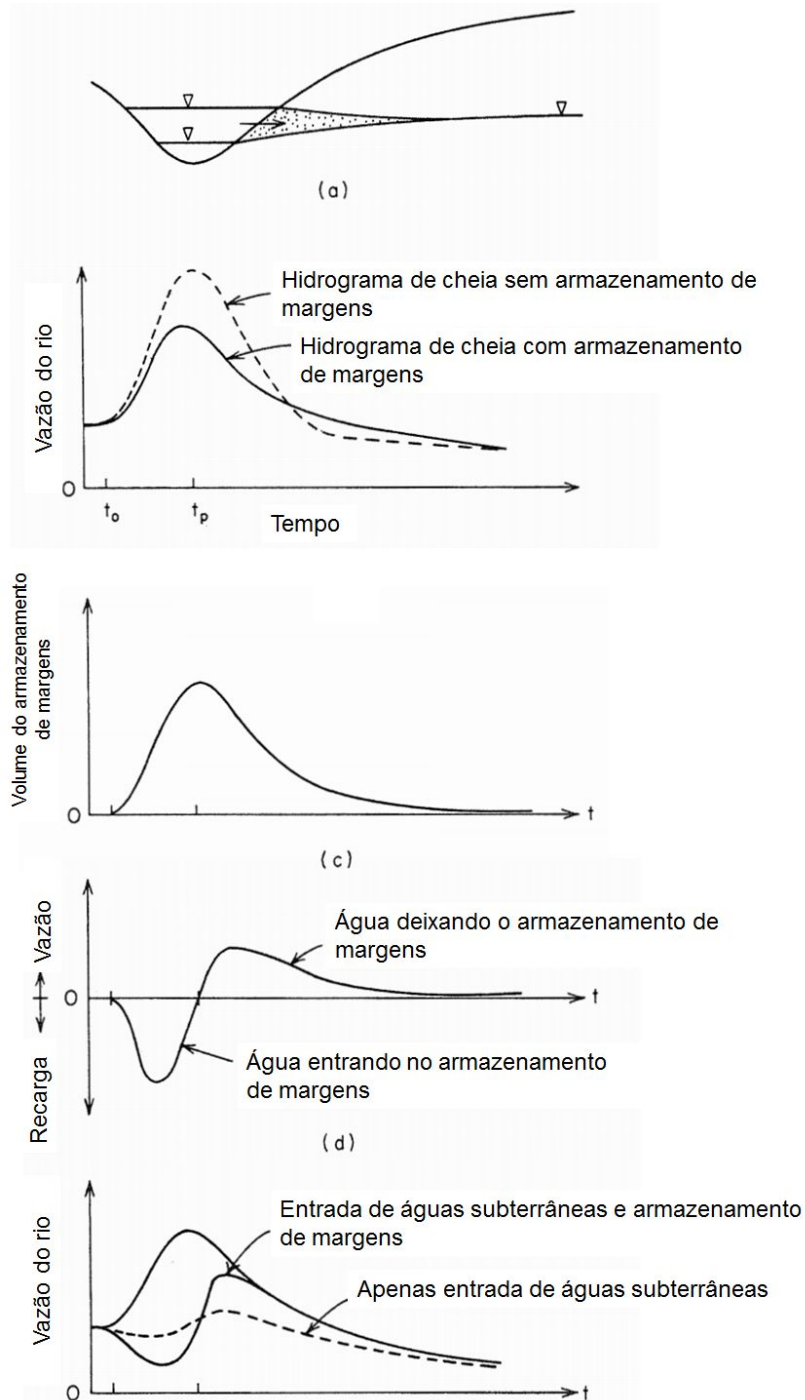 (a)
Hidrograma de cheia sem armazenamento de
margens
Hidrograma de cheia com armazenamento
de margens
Vazão do rio
O
to
tp
Tempo
Volume do armazenamento
de margens
O
t
(c)
Água deixando o armazenamento de
margens
Recarga
Vazão
O
t
Água entrando no armazenamento
de margens
(d)
Entrada de águas subterrâneas e armazenamento
de margens
Apenas entrada de águas subterrâneas
Vazão do rio
O
t